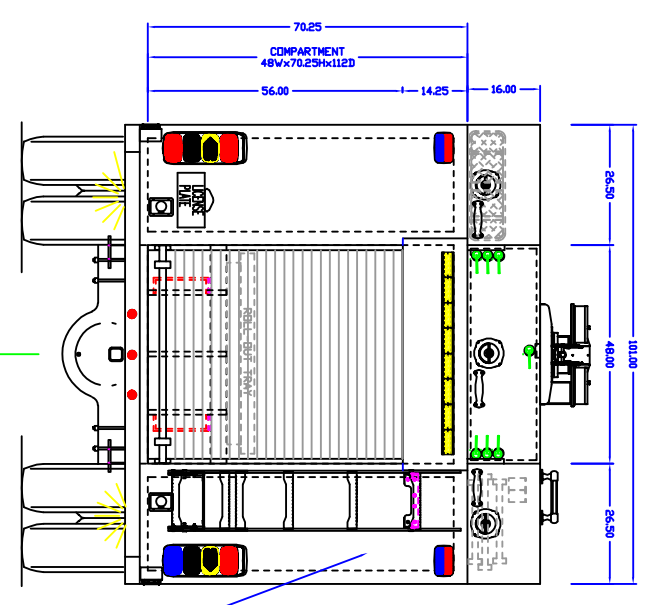 70.25
COMPARTMENT
48Wx70.25Hx112D
56.00
14.25
16.00
26.50
LICENSE
PLATE
ROLL OUT TRAY
48.00
101.00
26.50